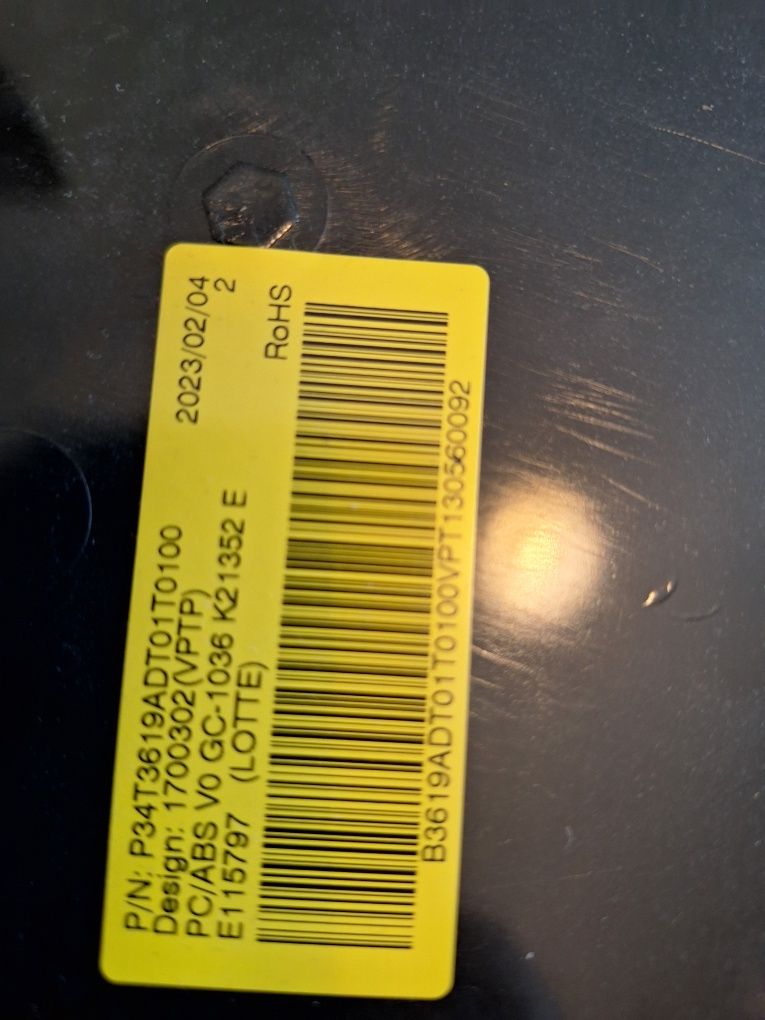 P/N: P34T3619ADT01T0100 2023/02/04
Design: 1700302(VPTP) 2
PC/ABS V0 GC-1036 K21352 E RoHS
E115797 (LOTTE)
B3619ADT01T0100VPT130560092